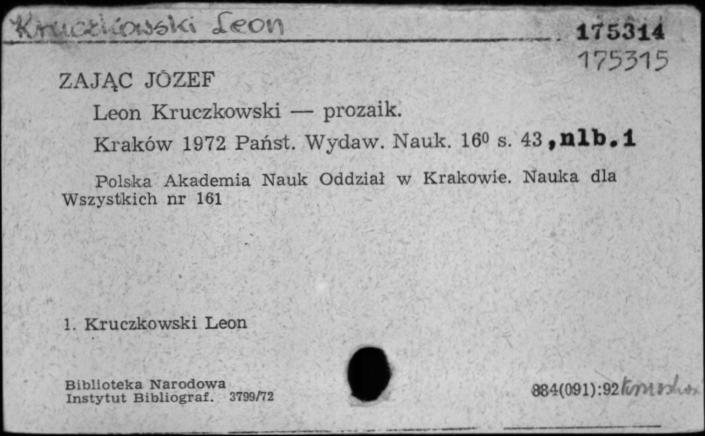 Kruczkowski Leon
175314
175315
ZAJĄC JÓZEF
Leon Kruczkowski — prozaik.
Kraków 1972 Państ. Wydaw. Nauk. 16⁰ s. 43, nlb. 1
Polska Akademia Nauk Oddział w Krakowie. Nauka dla
Wszystkich nr 161
1. Kruczkowski Leon
Biblioteka Narodowa
Instytut Bibliograf. 3799/72
884(091):92